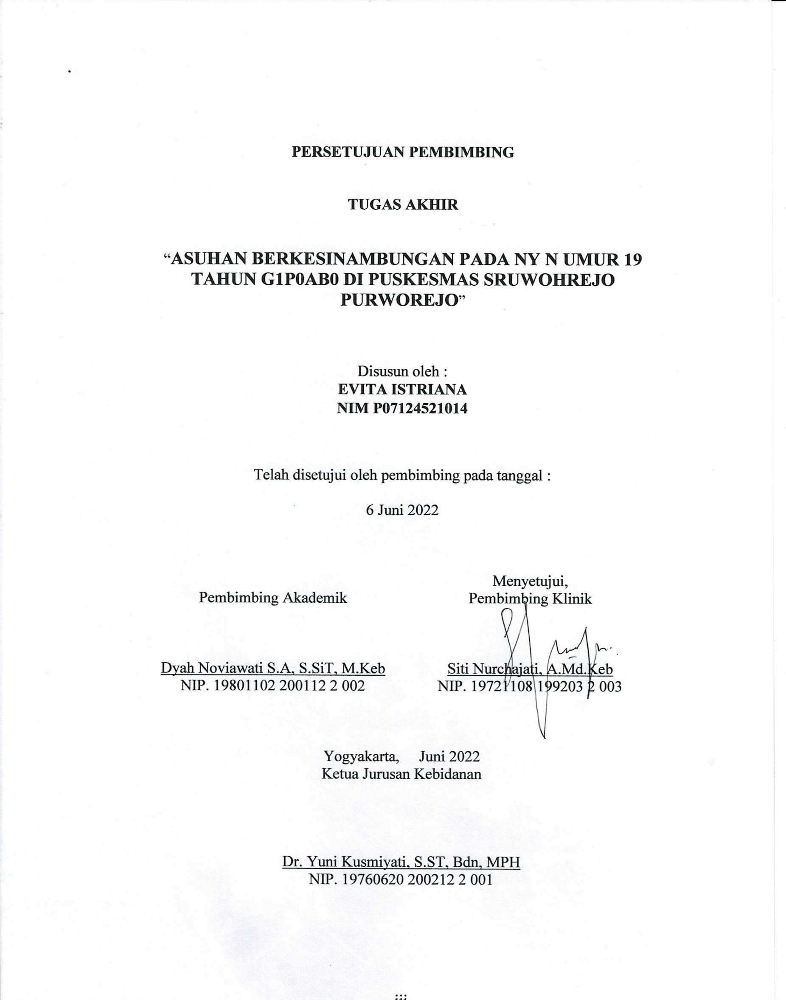 PERSETUJUAN PEMBIMBING
TUGAS AKHIR
“ASUHAN BERKESINAMBUNGAN PADA NY N UMUR 19
TAHUN G1P0AB0 DI PUSKESMAS SRUWOHREJO
PURWOREJO”
Disusun oleh :
EVITA ISTRIANA
NIM P07124521014
Telah disetujui oleh pembimbing pada tanggal :
6 Juni 2022
Menyetujui,
Pembimbing Akademik
Pembimbing Klinik
Dyah Noviawati S.A, S.SiT, M.Keb
NIP. 19801102 200112 2 002
Siti Nurchajati, A.Md.Keb
NIP. 19721108 199203 2 003
Yogyakarta, Juni 2022
Ketua Jurusan Kebidanan
Dr. Yuni Kusmiyati, S.ST, Bdn, MPH
NIP. 19760620 200212 2 001
iii